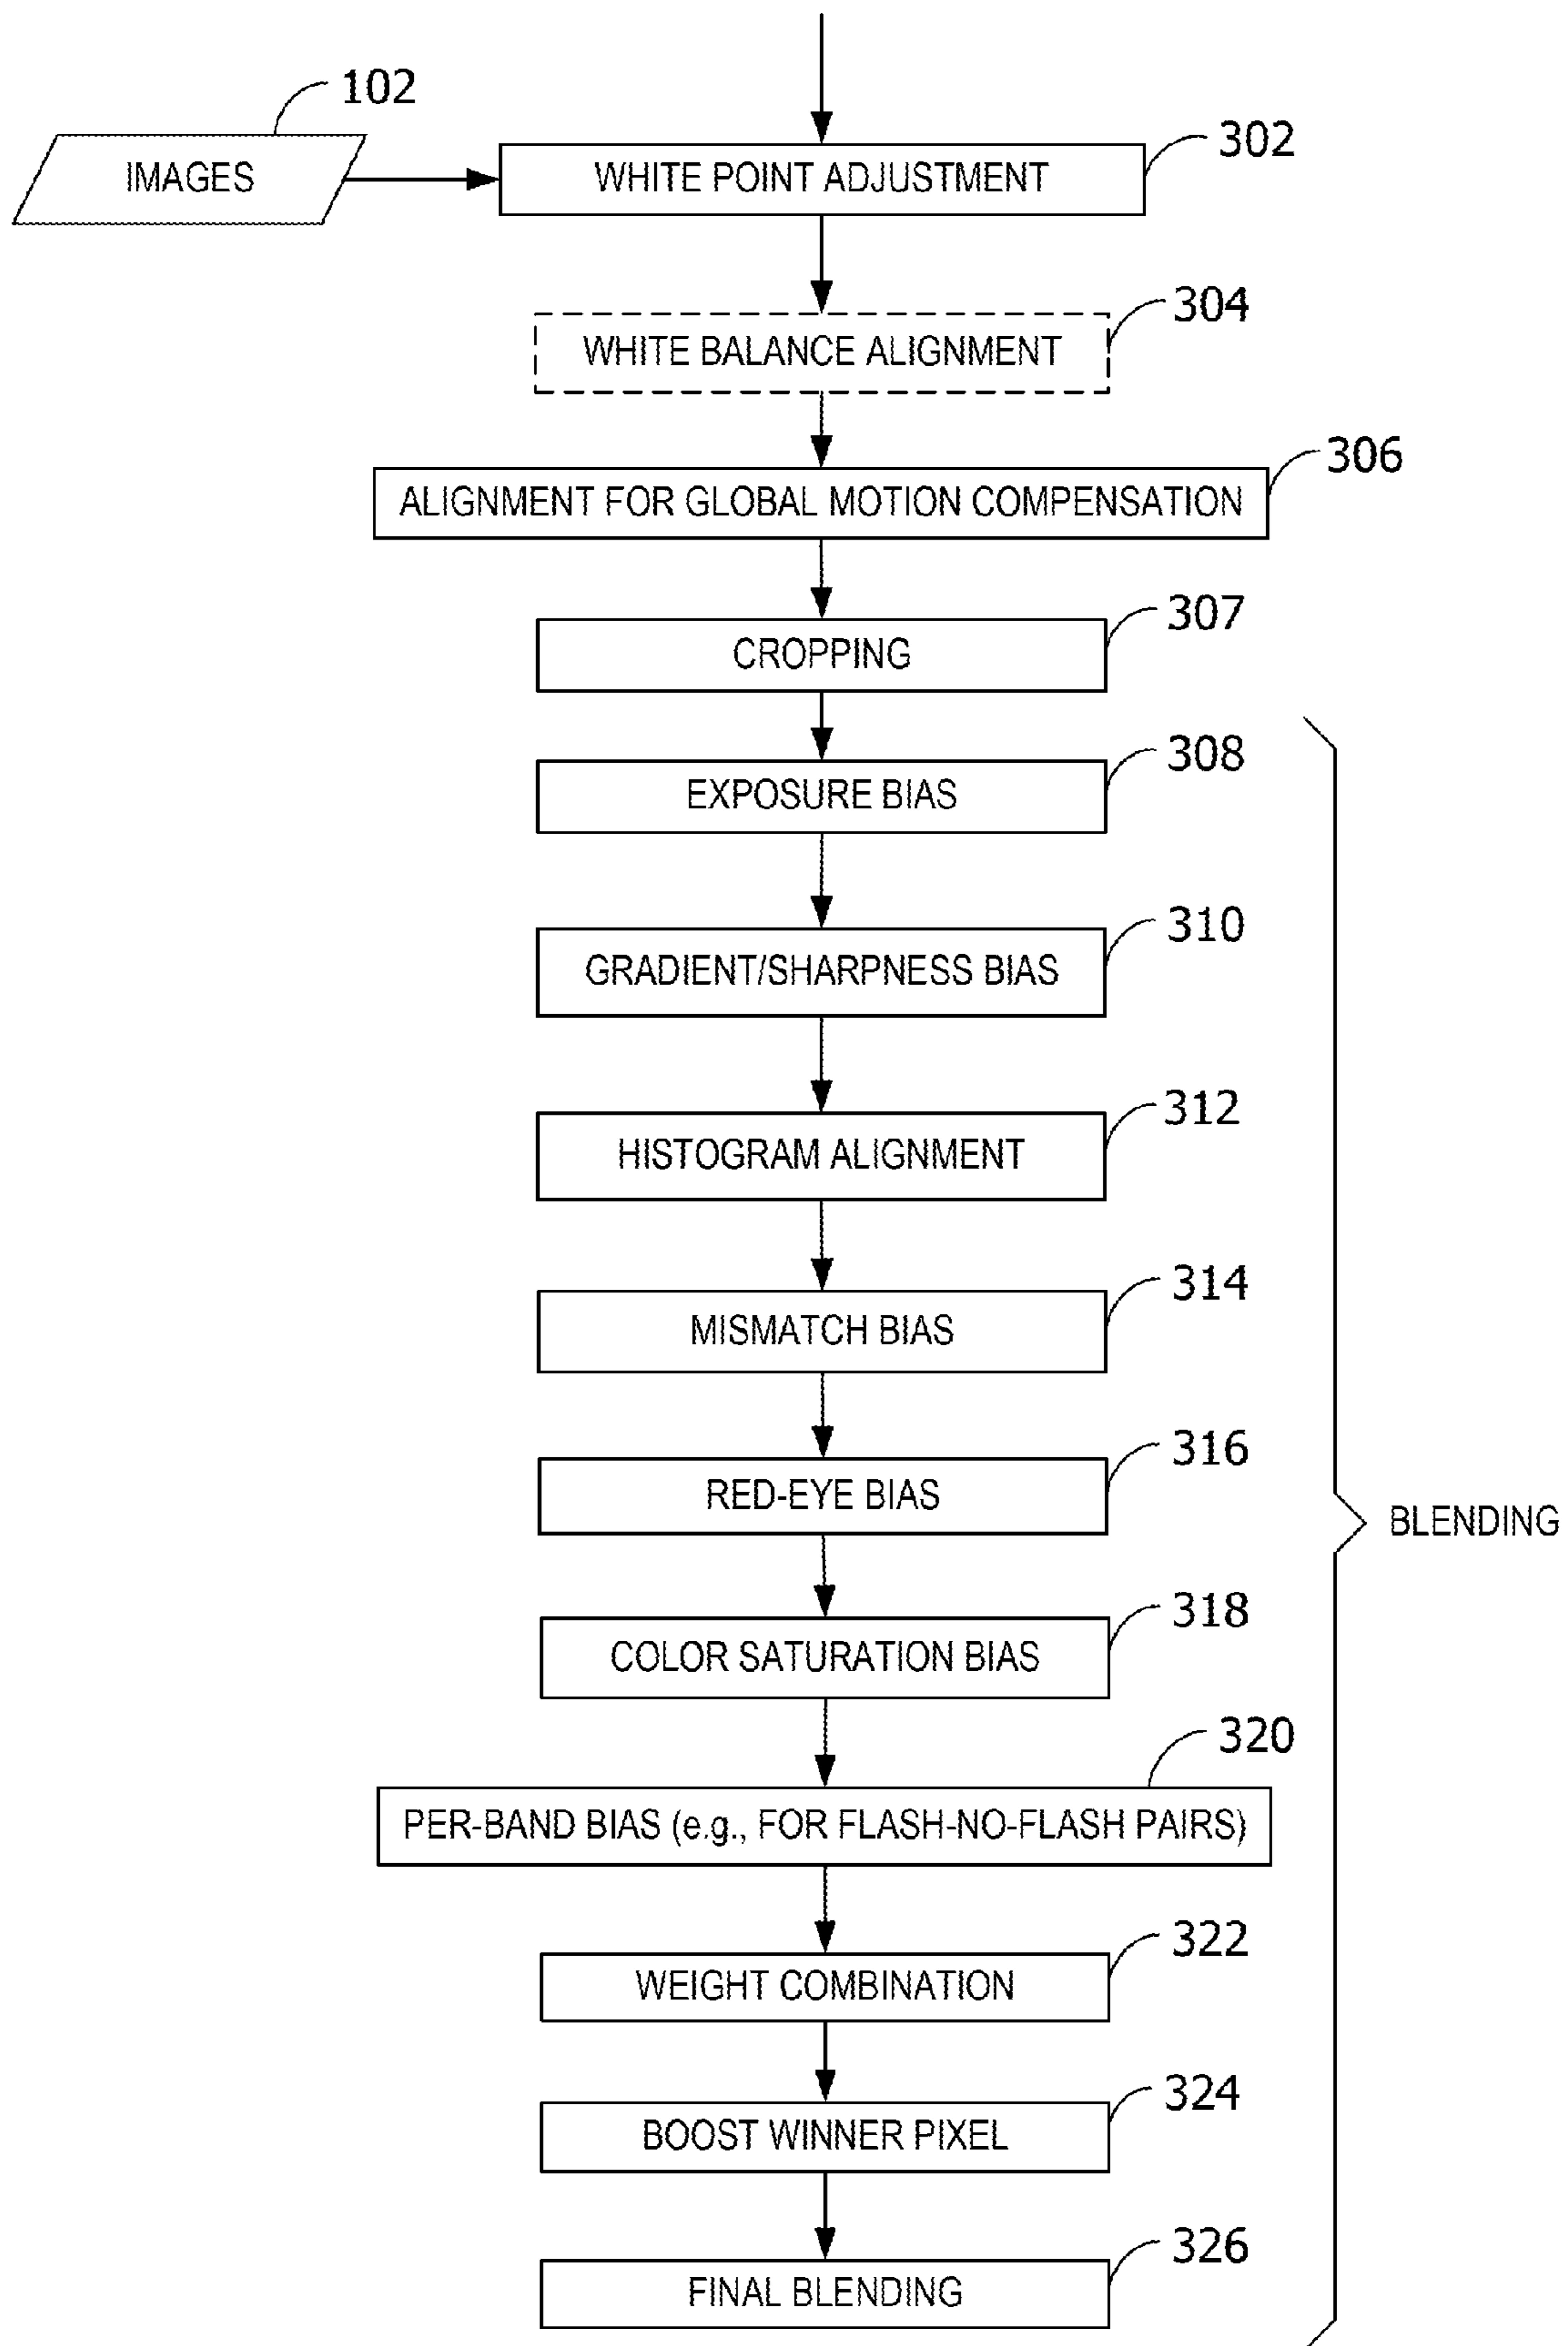 102
IMAGES
302
WHITE POINT ADJUSTMENT
304
WHITE BALANCE ALIGNMENT
306
ALIGNMENT FOR GLOBAL MOTION COMPENSATION
307
CROPPING
308
EXPOSURE BIAS
310
GRADIENT/SHARPNESS BIAS
312
HISTOGRAM ALIGNMENT
314
MISMATCH BIAS
316
RED-EYE BIAS
BLENDING
318
COLOR SATURATION BIAS
320
PER-BAND BIAS (e.g., FOR FLASH-NO-FLASH PAIRS)
322
WEIGHT COMBINATION
324
BOOST WINNER PIXEL
326
FINAL BLENDING